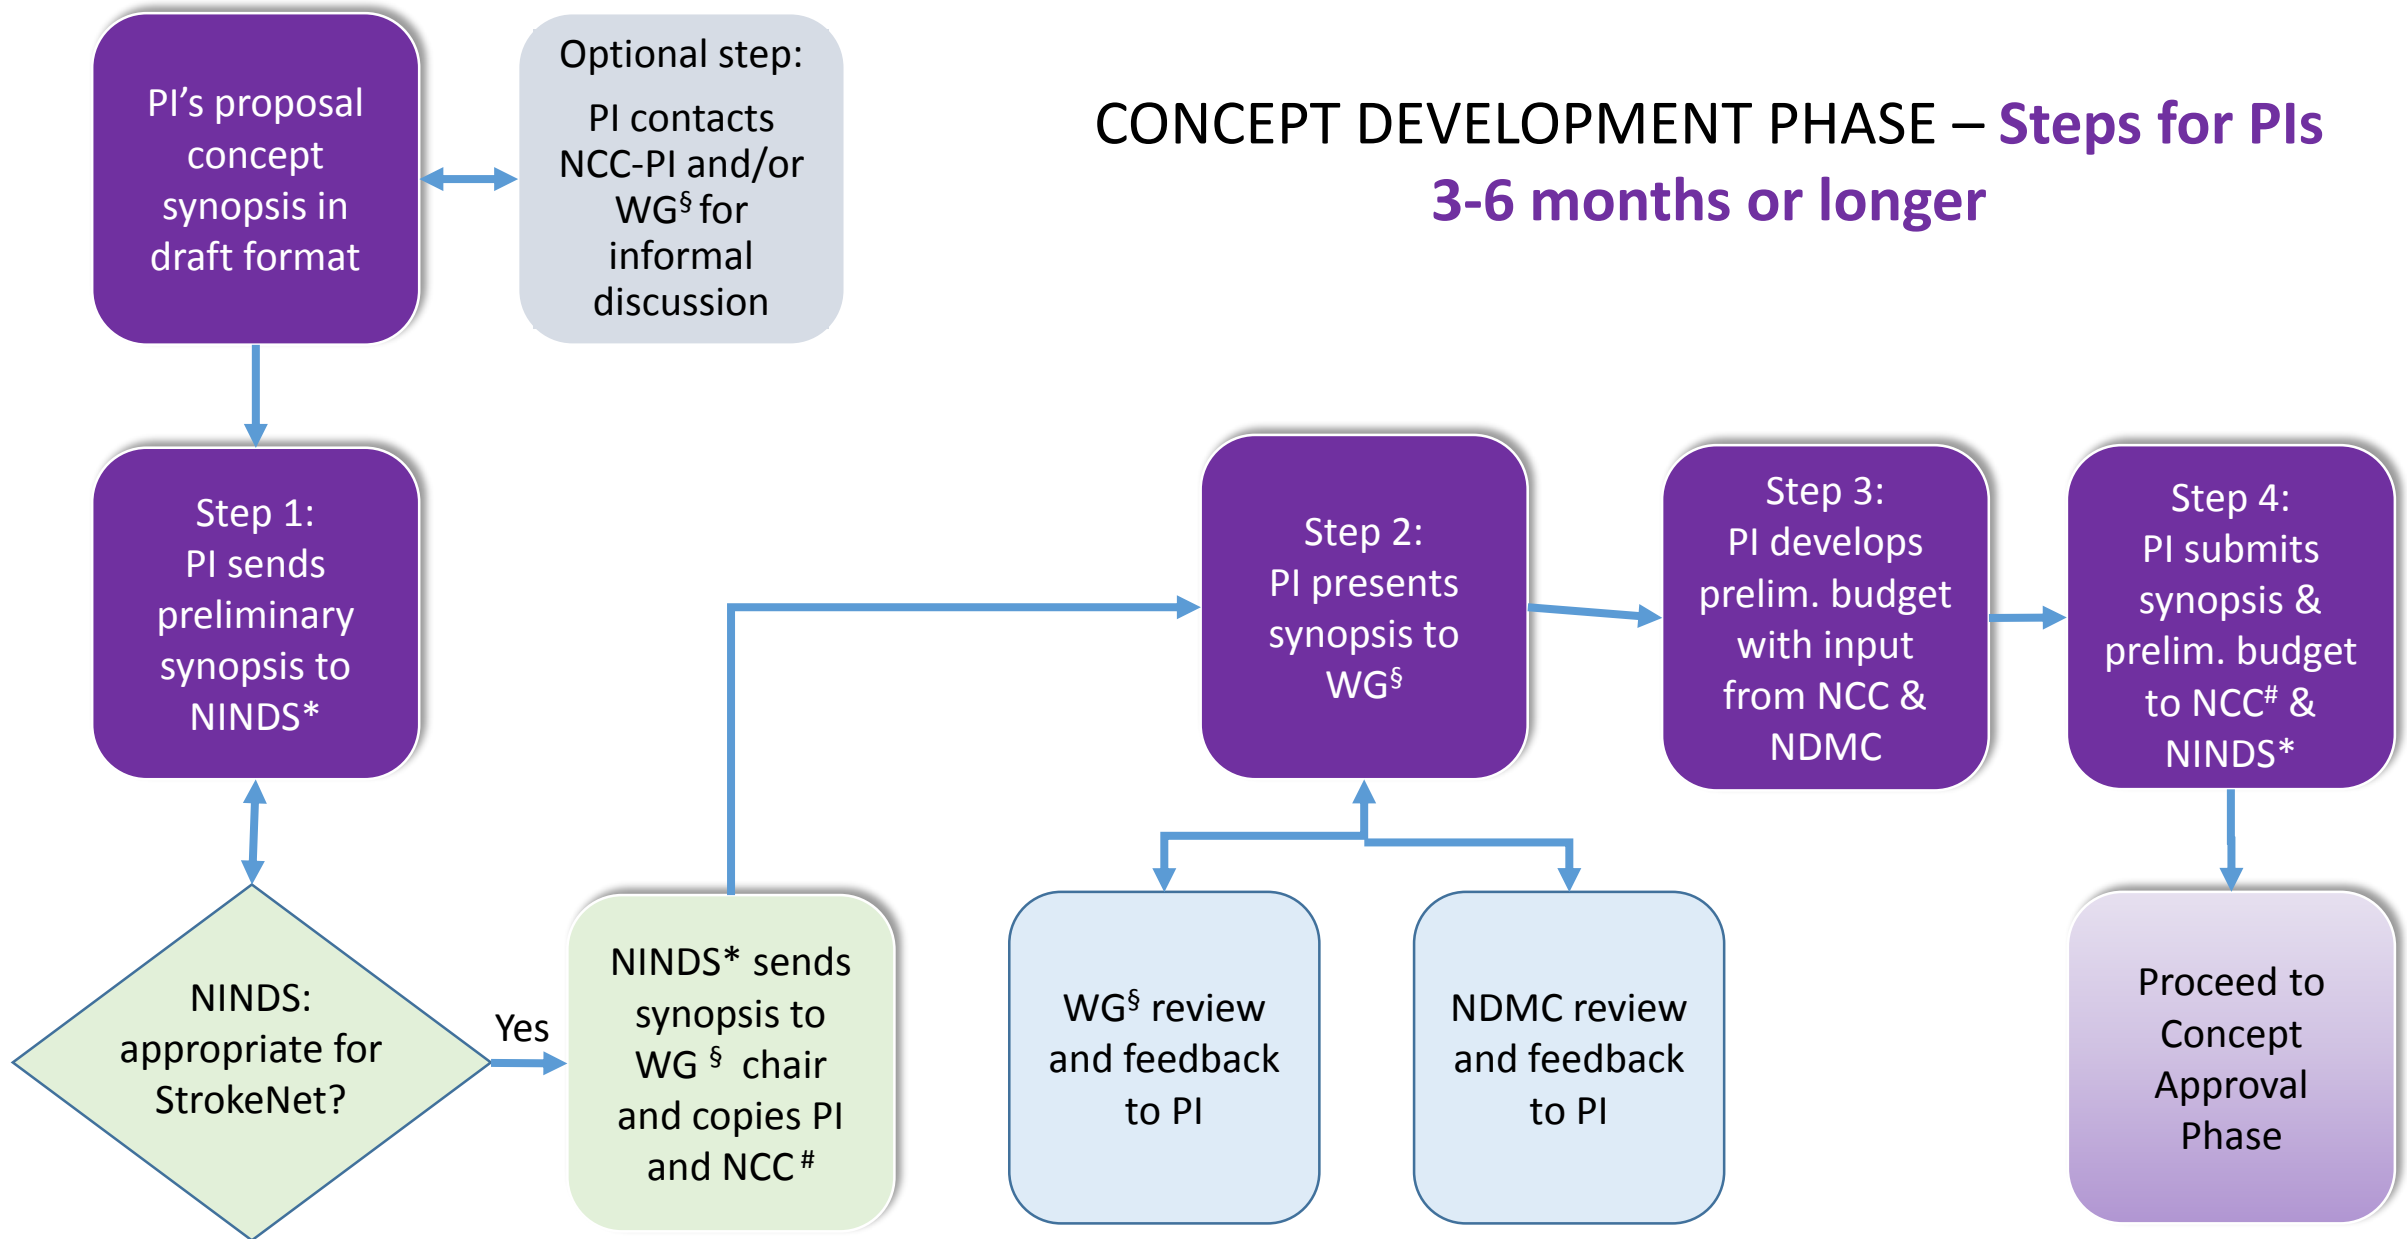 PI’s proposal
concept
synopsis in
draft format
Optional step:
PI contacts
NCC-PI and/or
WG§ for
informal
discussion
CONCEPT DEVELOPMENT PHASE – Steps for PIs
3-6 months or longer
Step 1:
PI sends
preliminary
synopsis to
NINDS*
NINDS:
appropriate for
StrokeNet?
Yes
NINDS* sends
synopsis to
WG § chair
and copies PI
and NCC #
Step 2:
PI presents
synopsis to
WG§
WG§ review
and feedback
to PI
NDMC review
and feedback
to PI
Step 3:
PI develops
prelim. budget
with input
from NCC &
NDMC
Step 4:
PI submits
synopsis &
prelim. budget
to NCC# &
NINDS*
Proceed to
Concept
Approval
Phase